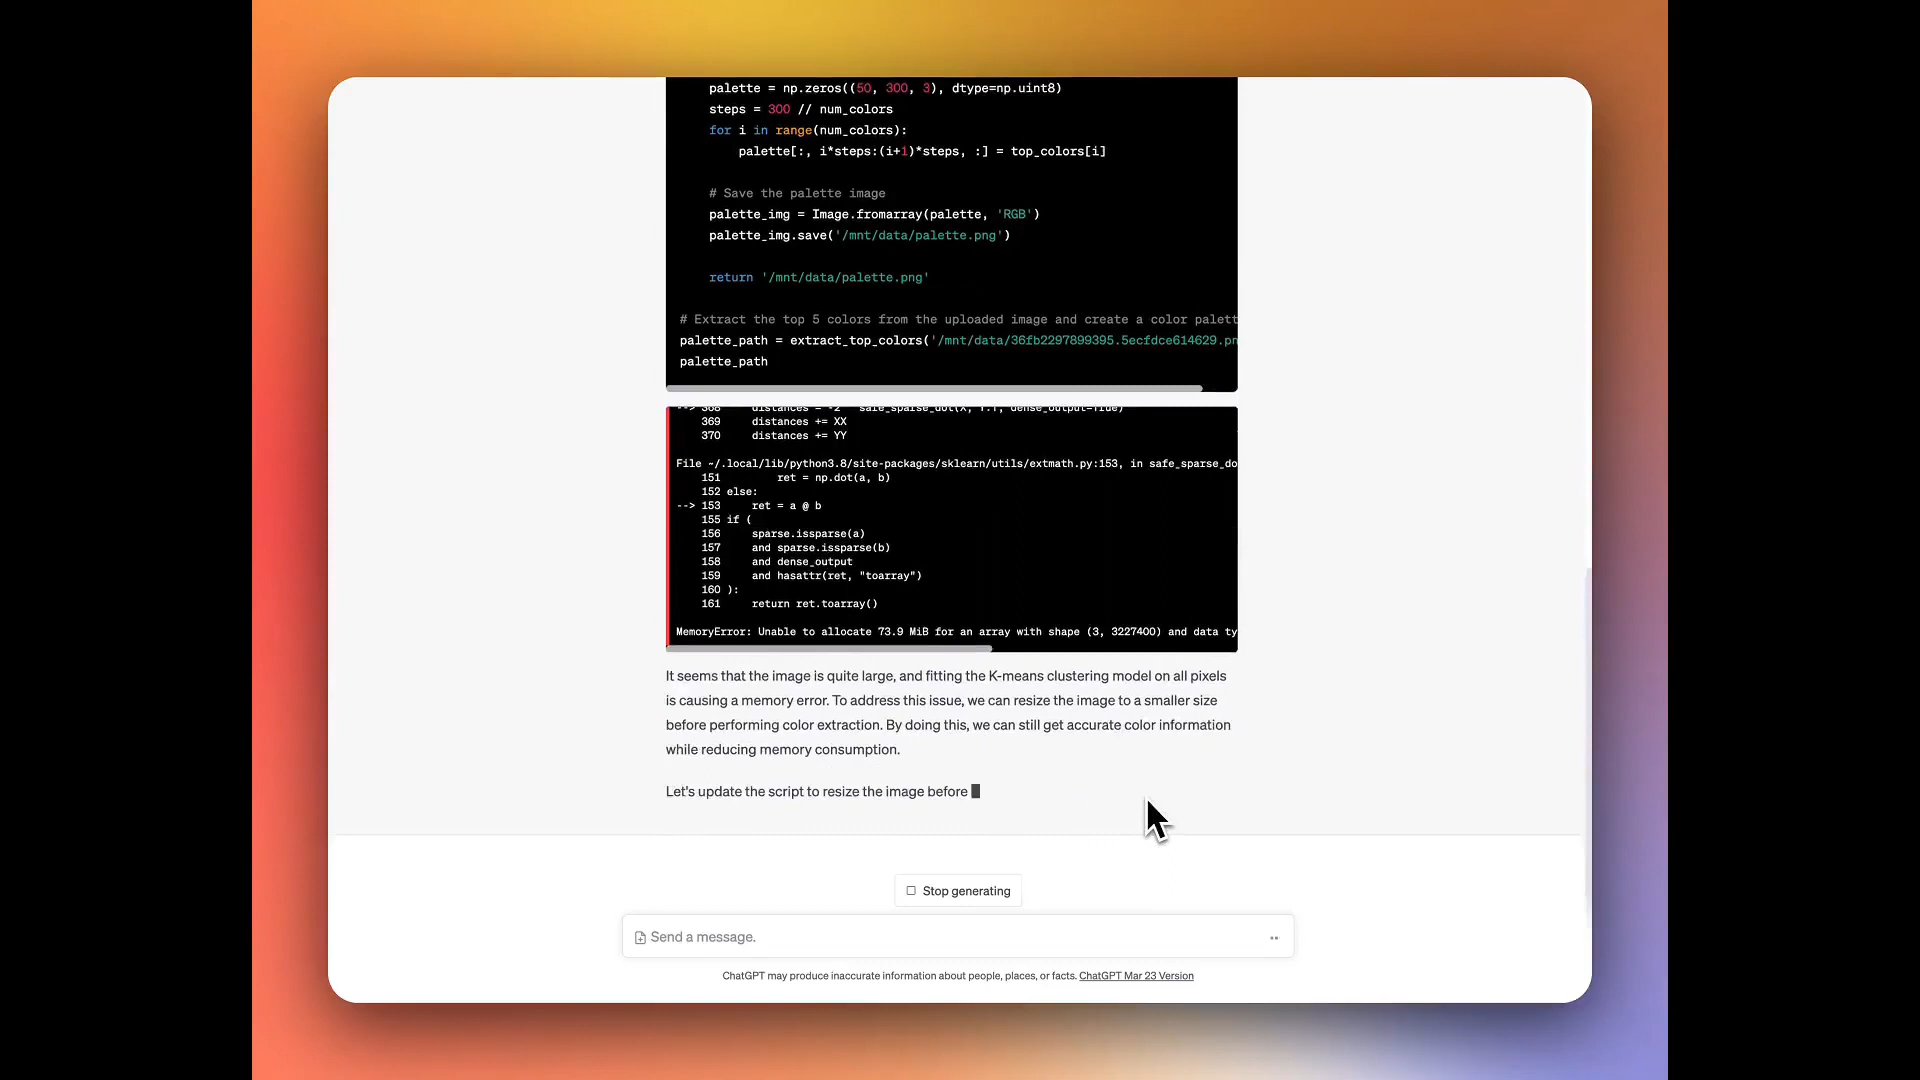 palette = np.zeros((50, 300, 3), dtype=np.uint8)
steps = 300 // num_colors
for i in range(num_colors):
palette[:, i*steps:(i+1)*steps, :] = top_colors[i]
# Save the palette image
palette_img = Image.fromarray(palette, 'RGB')
palette_img.save('/mnt/data/palette.png')
return '/mnt/data/palette.png'
# Extract the top 5 colors from the uploaded image and create a color palett
palette_path = extract_top_colors('/mnt/data/36fb2297899395.5ecfdce614629.pn
palette_path
--> 368 distances = -2 * safe_sparse_dot(X, Y.T, dense_output=True)
369 distances += XX
370 distances += YY
File ~/.local/lib/python3.8/site-packages/sklearn/utils/extmath.py:153, in safe_sparse_do
151 ret = np.dot(a, b)
152 else:
--> 153 ret = a @ b
155 if (
156 sparse.issparse(a)
157 and sparse.issparse(b)
158 and dense_output
159 and hasattr(ret, "toarray")
160 ):
161 return ret.toarray()
MemoryError: Unable to allocate 73.9 MiB for an array with shape (3, 3227400) and data ty
It seems that the image is quite large, and fitting the K-means clustering model on all pixels
is causing a memory error. To address this issue, we can resize the image to a smaller size
before performing color extraction. By doing this, we can still get accurate color information
while reducing memory consumption.
Let's update the script to resize the image before
Stop generating
Send a message.
ChatGPT may produce inaccurate information about people, places, or facts. ChatGPT Mar 23 Version